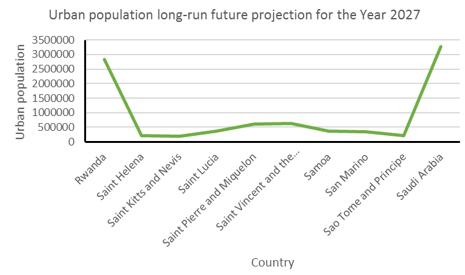 Urban population long-run future projection for the Year 2027
Urban population
3500000
3000000
2500000
2000000
1500000
1000000
500000
0
Rwanda
Saint Helena
Saint Kitts and Nevis
Saint Lucia
Saint Pierre and Miquelon
Saint Vincent and the...
Samoa
San Marino
Sao Tome and Principe
Saudi Arabia
Country